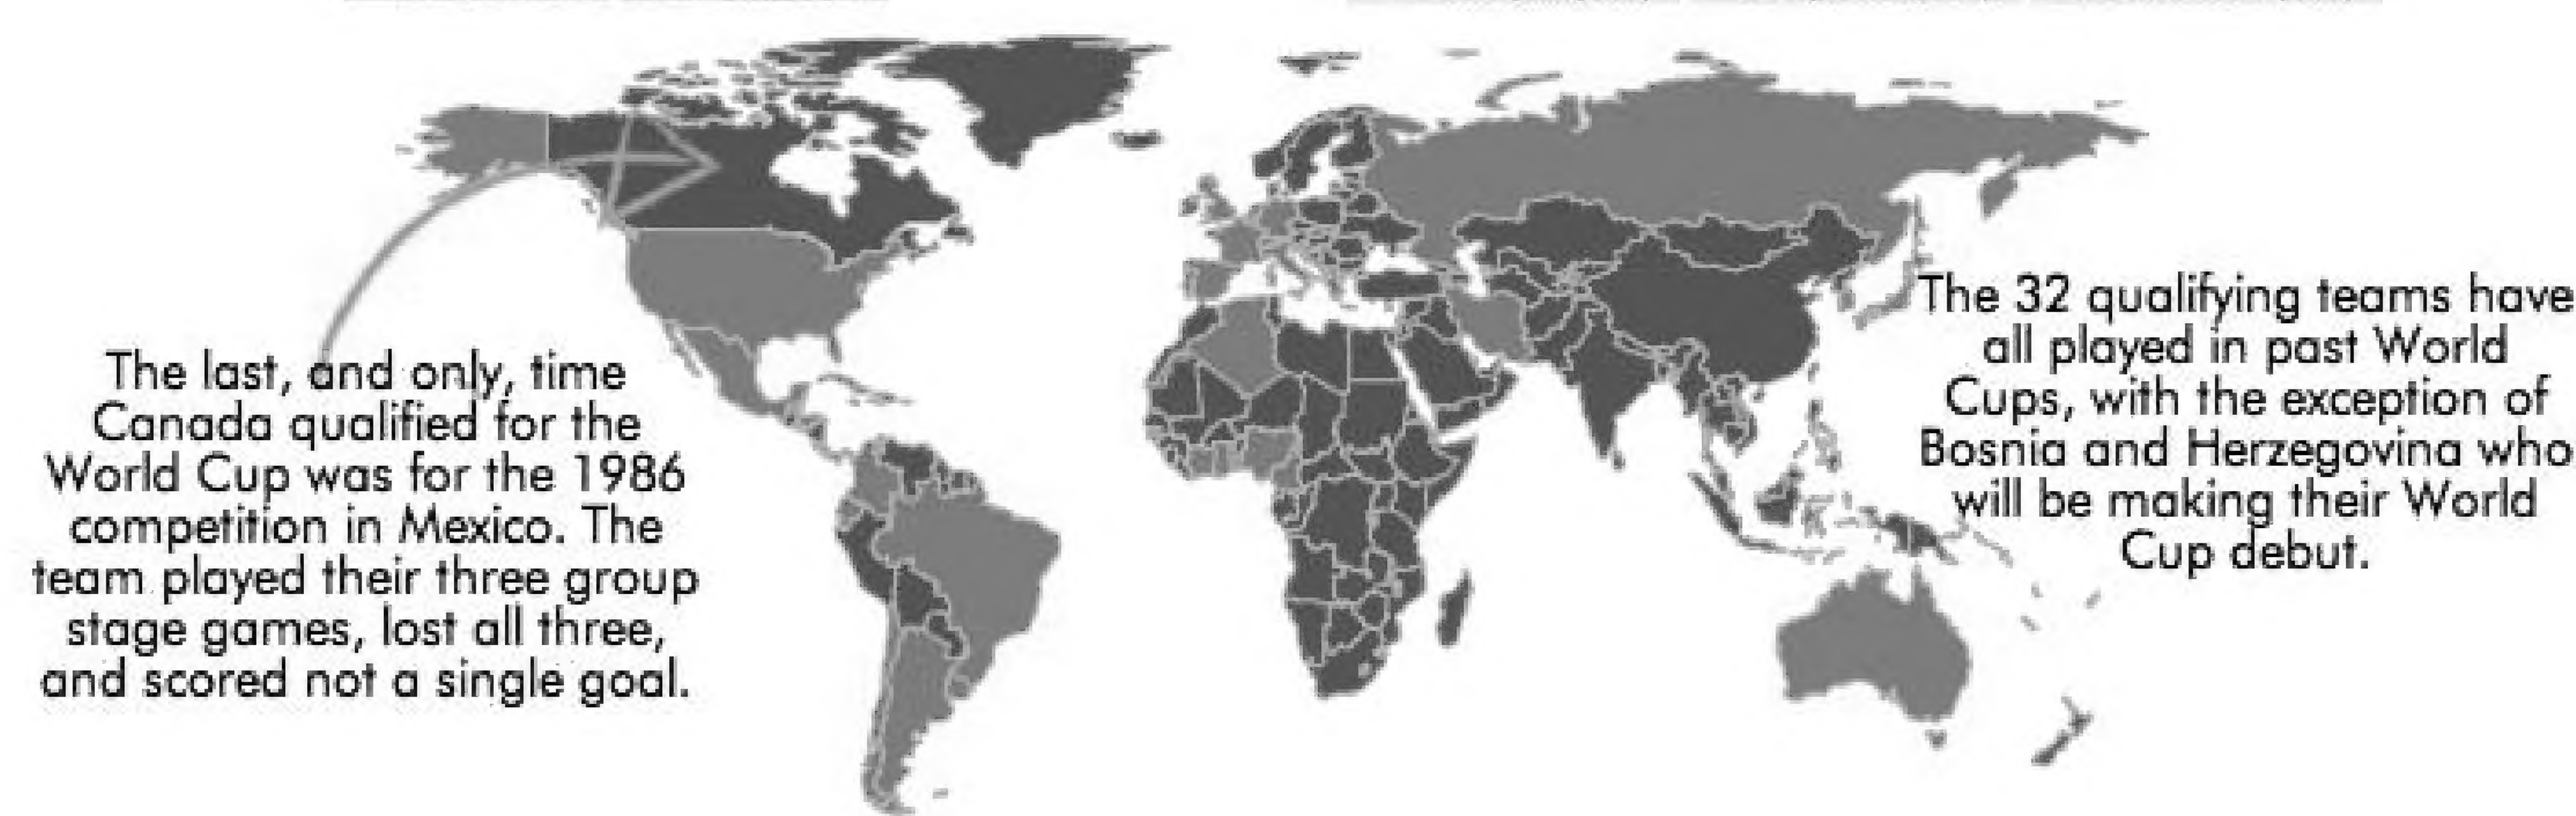 The last, and only, time
Canada qualified for the
World Cup was for the 1986
competition in Mexico. The
team played their three group
stage games, lost all three,
and scored not a single goal.
The 32 qualifying teams have
all played in past World
Cups, with the exception of
Bosnia and Herzegovina who
will be making their World
Cup debut.